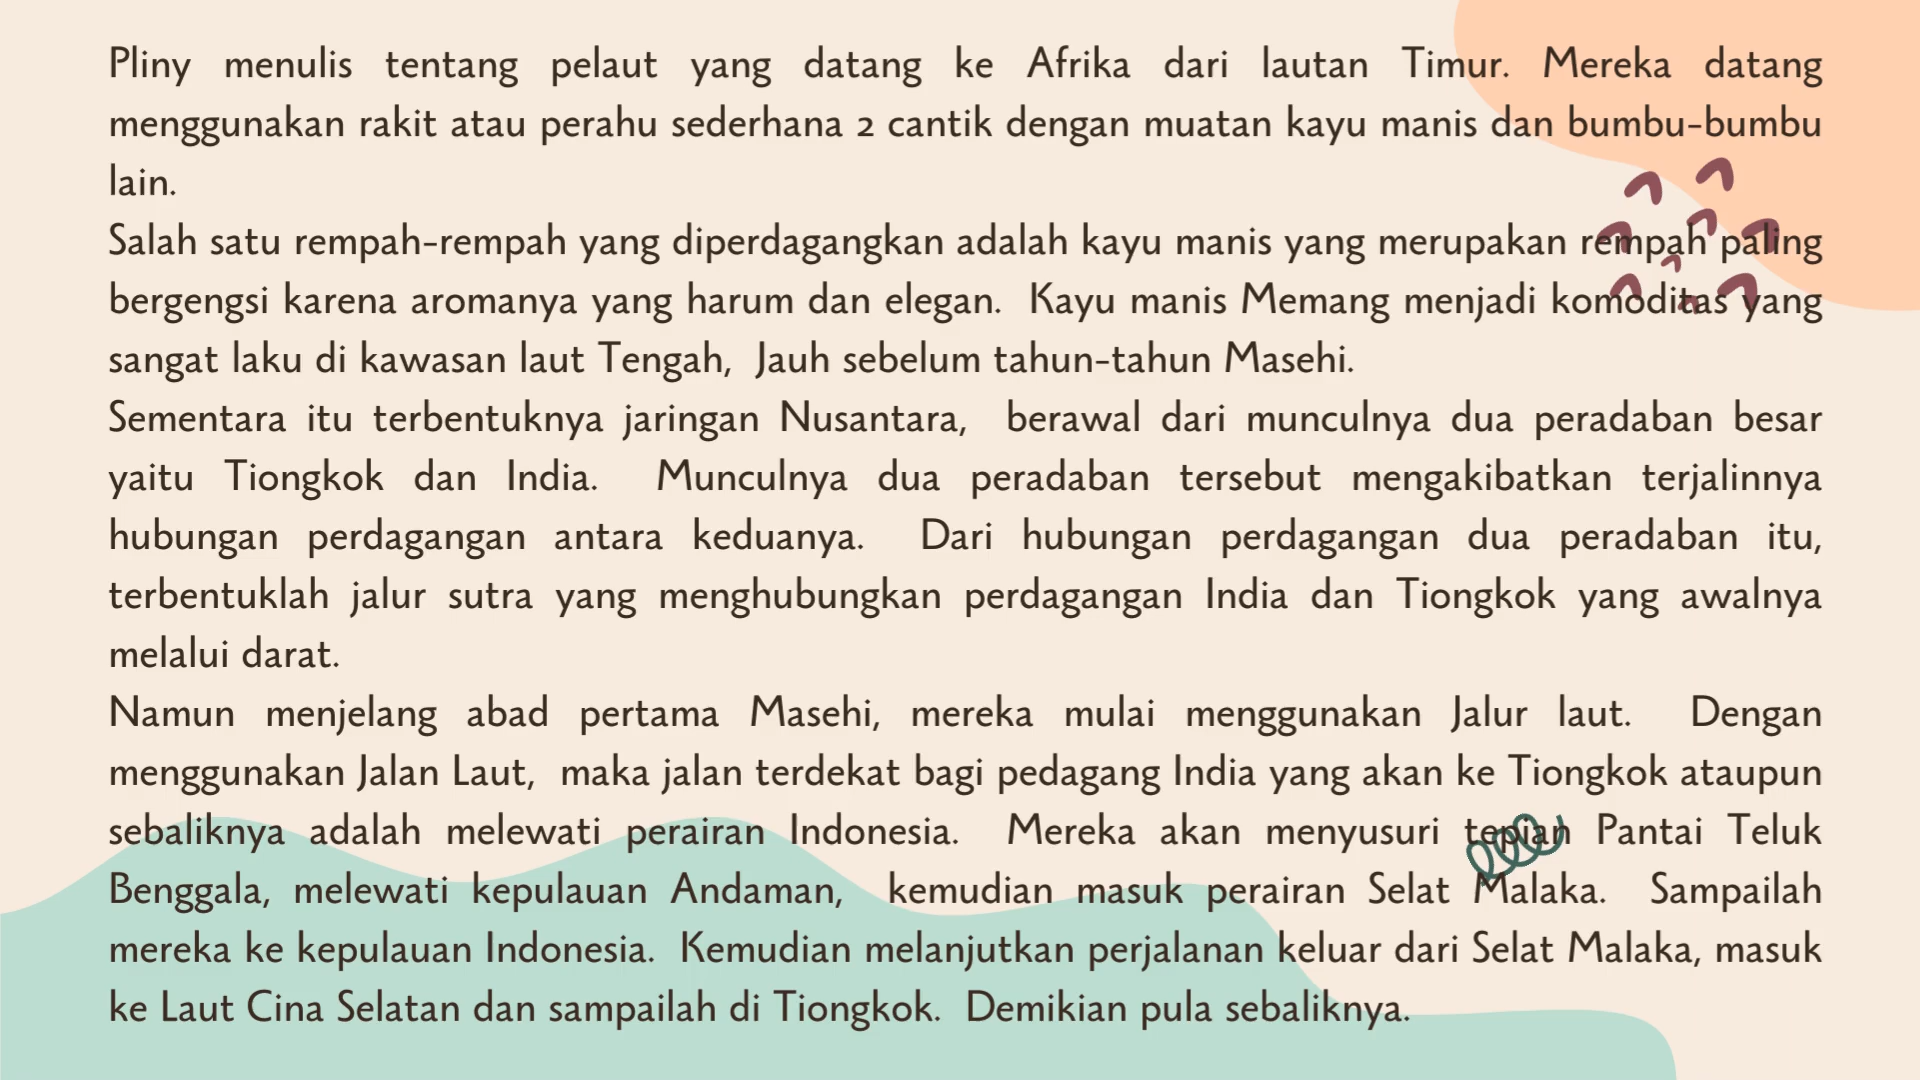 Pliny menulis tentang pelaut yang datang ke Afrika dari lautan Timur. Mereka datang
menggunakan rakit atau perahu sederhana 2 cantik dengan muatan kayu manis dan bumbu-bumbu
lain.
Salah satu rempah-rempah yang diperdagangkan adalah kayu manis yang merupakan rempah paling
bergengsi karena aromanya yang harum dan elegan.  Kayu manis Memang menjadi komoditas yang
sangat laku di kawasan laut Tengah,  Jauh sebelum tahun-tahun Masehi.
Sementara itu terbentuknya jaringan Nusantara,  berawal dari munculnya dua peradaban besar
yaitu Tiongkok dan India.  Munculnya dua peradaban tersebut mengakibatkan terjalinnya
hubungan perdagangan antara keduanya.  Dari hubungan perdagangan dua peradaban itu,
terbentuklah jalur sutra yang menghubungkan perdagangan India dan Tiongkok yang awalnya
melalui darat.
Namun menjelang abad pertama Masehi, mereka mulai menggunakan Jalur laut.  Dengan
menggunakan Jalan Laut,  maka jalan terdekat bagi pedagang India yang akan ke Tiongkok ataupun
sebaliknya adalah melewati perairan Indonesia.  Mereka akan menyusuri tepian Pantai Teluk
Benggala, melewati kepulauan Andaman,  kemudian masuk perairan Selat Malaka.  Sampailah
mereka ke kepulauan Indonesia.  Kemudian melanjutkan perjalanan keluar dari Selat Malaka, masuk
ke Laut Cina Selatan dan sampailah di Tiongkok.  Demikian pula sebaliknya.